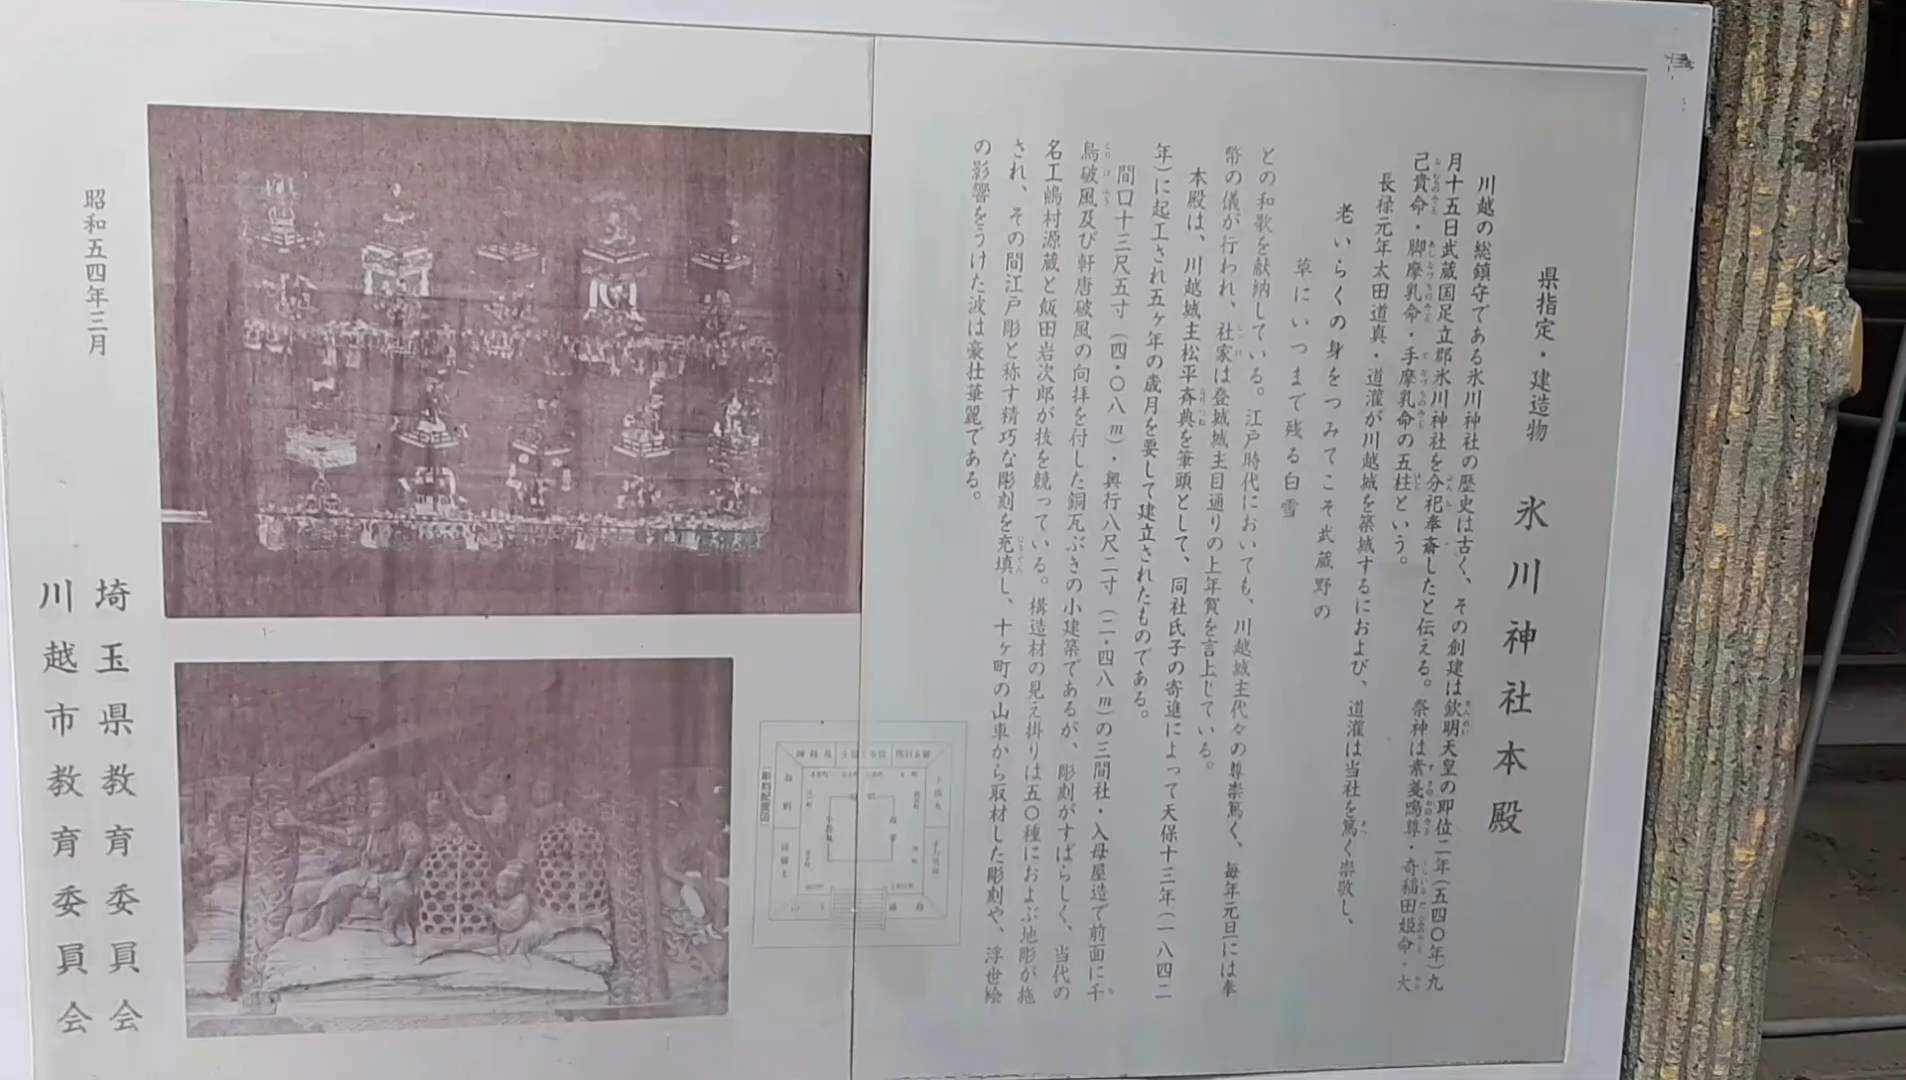 県指定・建造物 氷川神社本殿
川越の総鎮守である氷川神社の歴史は古く、その創建は欽明天皇の即位二年(五四〇年)九
月十五日武蔵国足立郡氷川神社を分祀奉斎したと伝える。祭神は素盞嗚尊・奇稲田姫命・大
己貴命・脚摩乳命・手摩乳命の五柱という。
長禄元年太田道真・道灌が川越城を築城するにおよび、道灌は当社を篤く崇敬し、
老いらくの身をつみてこそ武蔵野の
草にいつまで残る白雪
との和歌を献納している。江戸時代においても、川越城主代々の尊崇篤く、毎年元旦には奉
幣の儀が行われ、社家は登城城主目通りの上年賀を言上している。
本殿は、川越城主松平斉典を筆頭として、同社氏子の寄進によって天保十三年(一八四二
年)に起工され五ヶ年の歳月を要して建立されたものである。
間口十三尺五寸(四・〇八m)・奥行八尺二寸(二・四八m)の三間社・入母屋造で前面に千
鳥破風及び軒唐破風の向拝を付した銅瓦ぶきの小建築であるが、彫刻がすばらしく、当代の
名工嶋村源蔵と飯田岩次郎が技を競っている。構造材の見え掛りは五〇種におよぶ地彫が施
され、その間江戸彫と称す精巧な彫刻を充填し、十ヶ町の山車から取材した彫刻や、浮世絵
の影響をうけた波は豪壮華麗である。
彫刻配置図
昭和五四年三月
埼玉県教育委員会
川越市教育委員会